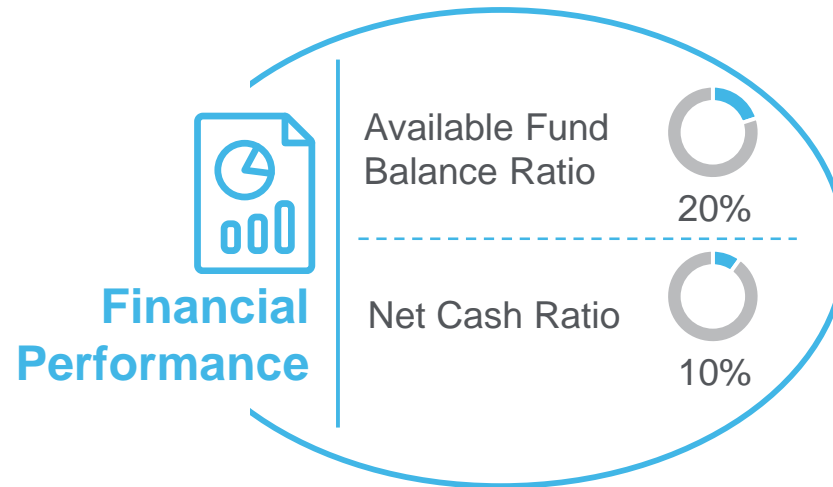 Financial
Performance
Available Fund
Balance Ratio
20%
Net Cash Ratio
10%